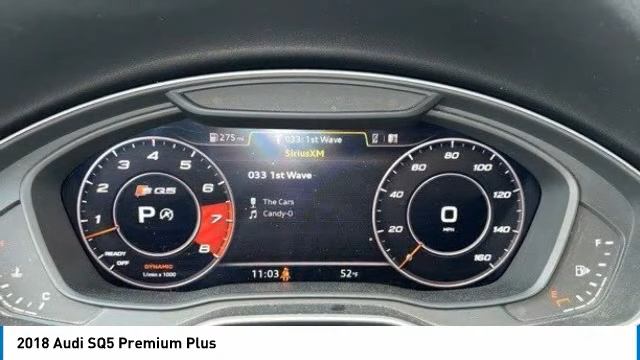 275 mi
033: 1st Wave
SiriusXM
033 1st Wave
The Cars
Candy-O
1
2
3
4
5
6
7
8
SQ5
P
READY
OFF
DYNAMIC
1/min x 1000
0
MPH
20
40
60
80
100
120
140
160
11:03
52°F
C
F
E
2018 Audi SQ5 Premium Plus